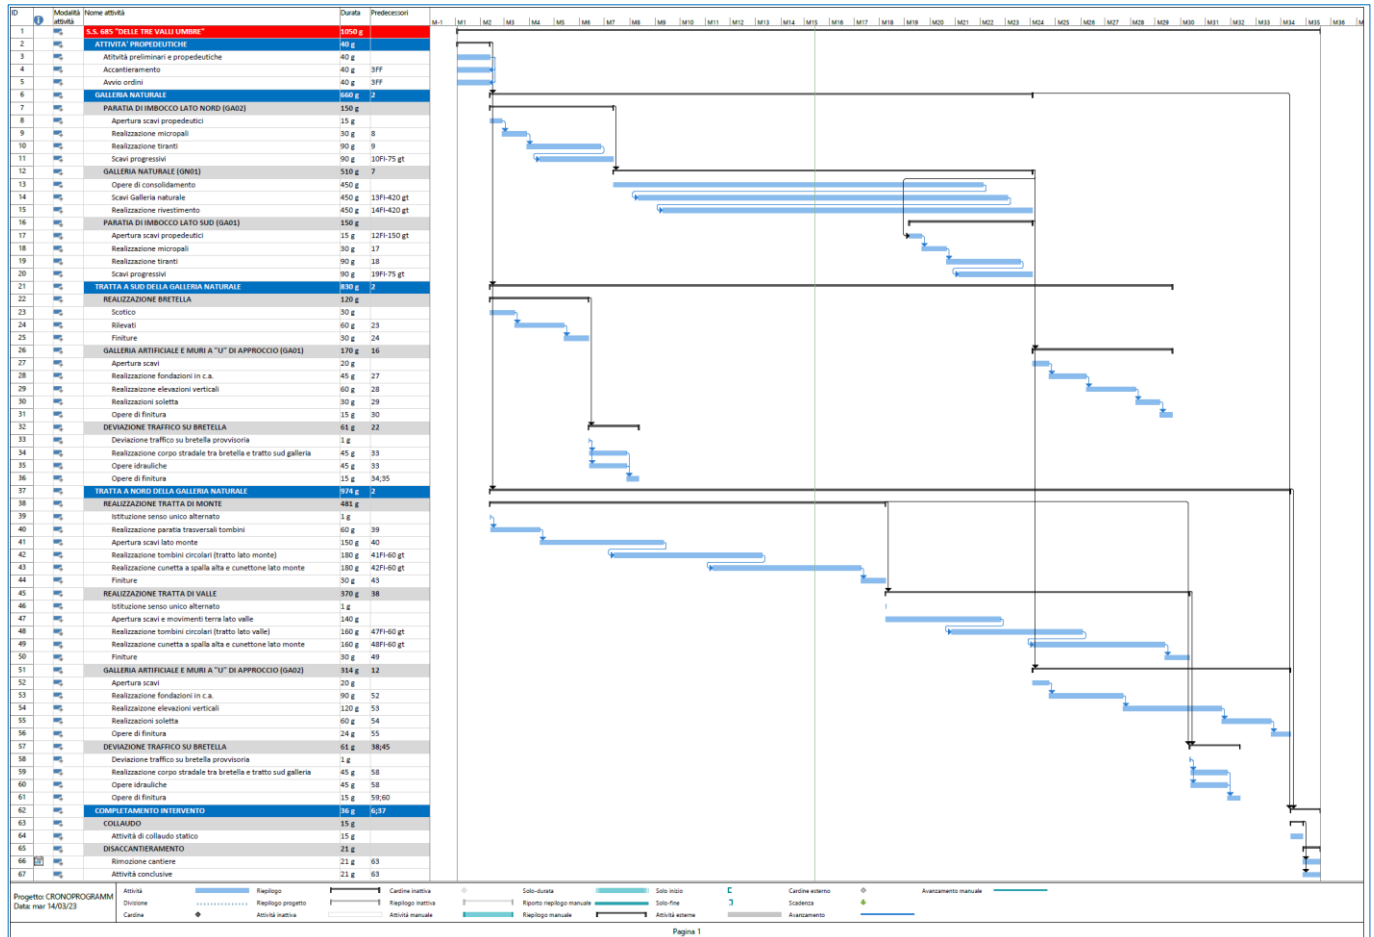 ID Modalità attività Nome attività Durata Predecessori
M-1 M1 M2 M3 M4 M5 M6 M7 M8 M9 M10 M11 M12 M13 M14 M15 M16 M17 M18 M19 M20 M21 M22 M23 M24 M25 M26 M27 M28 M29 M30 M31 M32 M33 M34 M35 M36 M
1 S.S. 685 "DELLE TRE VALLI UMBRE" 1050 g
2 ATTIVITA' PROPEDEUTICHE 40 g
3 Atitvità preliminari e propedeutiche 40 g
4 Accantieramento 40 g 3FF
5 Avvio ordini 40 g 3FF
6 GALLERIA NATURALE 660 g 2
7 PARATIA DI IMBOCCO LATO NORD (GA02) 150 g
8 Apertura scavi propedeutici 15 g
9 Realizzazione micropali 30 g 8
10 Realizzazione tiranti 90 g 9
11 Scavi progressivi 90 g 10FI-75 gt
12 GALLERIA NATURALE (GN01) 510 g 7
13 Opere di consolidamento 450 g
14 Scavi Galleria naturale 450 g 13FI-420 gt
15 Realizzazione rivestimento 450 g 14FI-420 gt
16 PARATIA DI IMBOCCO LATO SUD (GA01) 150 g
17 Apertura scavi propedeutici 15 g 12FI-150 gt
18 Realizzazione micropali 30 g 17
19 Realizzazione tiranti 90 g 18
20 Scavi progressivi 90 g 19FI-75 gt
21 TRATTA A SUD DELLA GALLERIA NATURALE 830 g 2
22 REALIZZAZIONE BRETELLA 120 g
23 Scotico 30 g
24 Rilevati 60 g 23
25 Finiture 30 g 24
26 GALLERIA ARTIFICIALE E MURI A "U" DI APPROCCIO (GA01) 170 g 16
27 Apertura scavi 20 g
28 Realizzazione fondazioni in c.a. 45 g 27
29 Realizzaizone elevazioni verticali 60 g 28
30 Realizzazioni soletta 30 g 29
31 Opere di finitura 15 g 30
32 DEVIAZIONE TRAFFICO SU BRETELLA 61 g 22
33 Deviazione traffico su bretella provvisoria 1 g
34 Realizzazione corpo stradale tra bretella e tratto sud galleria 45 g 33
35 Opere idrauliche 45 g 33
36 Opere di finitura 15 g 34;35
37 TRATTA A NORD DELLA GALLERIA NATURALE 974 g 2
38 REALIZZAZIONE TRATTA DI MONTE 481 g
39 Istituzione senso unico alternato 1 g
40 Realizzazione paratia trasversali tombini 60 g 39
41 Apertura scavi lato monte 150 g 40
42 Realizzazione tombini circolari (tratto lato monte) 180 g 41FI-60 gt
43 Realizzazione cunetta a spalla alta e cunettone lato monte 180 g 42FI-60 gt
44 Finiture 30 g 43
45 REALIZZAZIONE TRATTA DI VALLE 370 g 38
46 Istituzione senso unico alternato 1 g
47 Apertura scavi e movimenti terra lato valle 140 g
48 Realizzazione tombini circolari (tratto lato valle) 160 g 47FI-60 gt
49 Realizzazione cunetta a spalla alta e cunettone lato monte 160 g 48FI-60 gt
50 Finiture 30 g 49
51 GALLERIA ARTIFICIALE E MURI A "U" DI APPROCCIO (GA02) 314 g 12
52 Apertura scavi 20 g
53 Realizzazione fondazioni in c.a. 90 g 52
54 Realizzaizone elevazioni verticali 120 g 53
55 Realizzazioni soletta 60 g 54
56 Opere di finitura 24 g 55
57 DEVIAZIONE TRAFFICO SU BRETELLA 61 g 38;45
58 Deviazione traffico su bretella provvisoria 1 g
59 Realizzazione corpo stradale tra bretella e tratto sud galleria 45 g 58
60 Opere idrauliche 45 g 58
61 Opere di finitura 15 g 59;60
62 COMPLETAMENTO INTERVENTO 36 g 6;37
63 COLLAUDO 15 g
64 Attività di collaudo statico 15 g
65 DISACCANTIERAMENTO 21 g
66 Rimozione cantiere 21 g 63
67 Attività conclusive 21 g 63
Progetto: CRONOPROGRAMM
Data: mar 14/03/23
Attività Riepilogo Cardine inattiva Solo-durata Solo inizio Cardine esterno Avanzamento manuale
Divisione Riepilogo progetto Riepilogo inattiva Riporto riepilogo manuale Solo-fine Scadenza
Cardine Attività inattiva Attività manuale Riepilogo manuale Attività esterne Avanzamento
Pagina 1